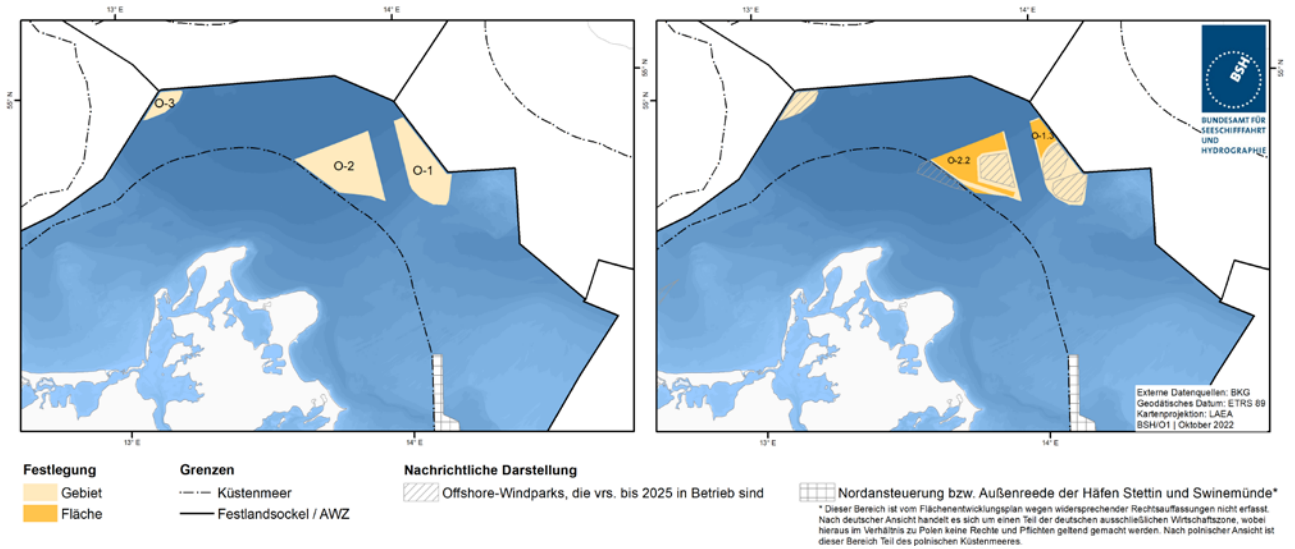 13° E
14° E
55° N
O-3
O-2
O-1
55° N
13° E
14° E
13° E
14° E
55° N
O-2.2
O-1.3
55° N
13° E
14° E
BSH
BUNDESAMT FÜR
SEESCHIFFFAHRT
UND
HYDROGRAPHIE
Externe Datenquellen: BKG
Geodätisches Datum: ETRS 89
Kartenprojektion: LAEA
BSH/O1 | Oktober 2022
Festlegung
Gebiet
Fläche
Grenzen
Küstenmeer
Festlandsockel / AWZ
Nachrichtliche Darstellung
Offshore-Windparks, die vrs. bis 2025 in Betrieb sind
Nordansteuerung bzw. Außenreede der Häfen Stettin und Swinemünde*
* Dieser Bereich ist vom Flächenentwicklungsplan wegen widersprechender Rechtsauffassungen nicht erfasst.
Nach deutscher Ansicht handelt es sich um einen Teil der deutschen ausschließlichen Wirtschaftszone, wobei
hieraus im Verhältnis zu Polen keine Rechte und Pflichten geltend gemacht werden. Nach polnischer Ansicht ist
dieser Bereich Teil des polnischen Küstenmeeres.